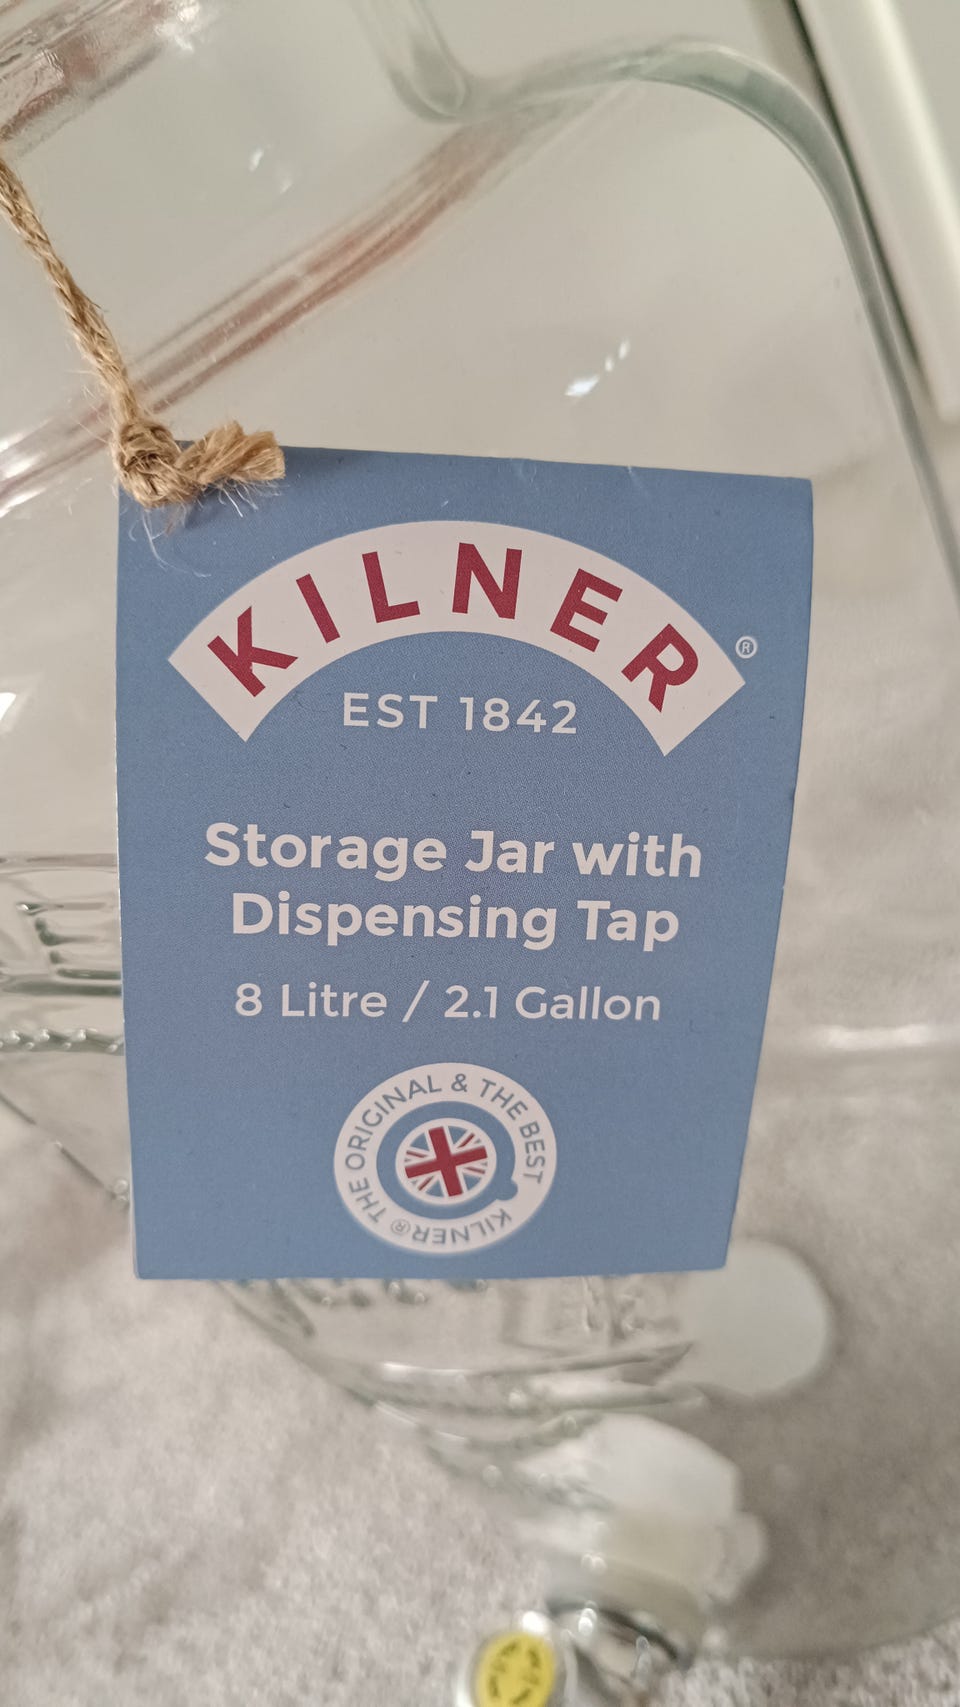 KILNER®
EST 1842
Storage Jar with
Dispensing Tap
8 Litre / 2.1 Gallon
THE ORIGINAL & THE BEST
KILNER®